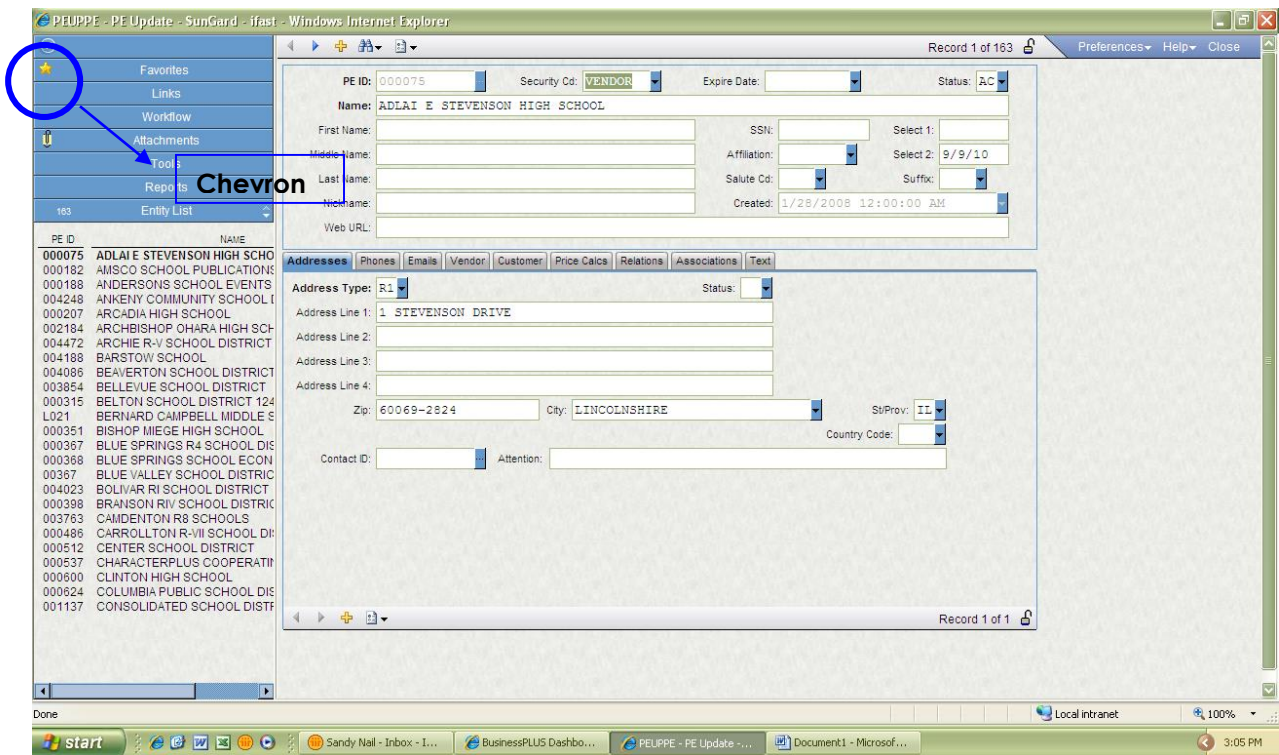 PEUPPE - PE Update - SunGard - ifast - Windows Internet Explorer
Record 1 of 163
Preferences Help Close
Favorites
Links
Workflow
Attachments
Tools
Reports
Chevron
163 Entity List
PE ID NAME
000075 ADLAI E STEVENSON HIGH SCHO
000182 AMSCO SCHOOL PUBLICATIONS
000188 ANDERSONS SCHOOL EVENTS
004248 ANKENY COMMUNITY SCHOOL
000207 ARCADIA HIGH SCHOOL
002184 ARCHBISHOP OHARA HIGH SCH
004472 ARCHIE R-V SCHOOL DISTRICT
004188 BARSTOW SCHOOL
004086 BEAVERTON SCHOOL DISTRICT
003854 BELLEVUE SCHOOL DISTRICT
000315 BELTON SCHOOL DISTRICT 124
L021 BERNARD CAMPBELL MIDDLE S
000351 BISHOP MIEGE HIGH SCHOOL
000367 BLUE SPRINGS R4 SCHOOL DIS
000368 BLUE SPRINGS SCHOOL ECON
00367 BLUE VALLEY SCHOOL DISTRIC
004023 BOLIVAR RI SCHOOL DISTRICT
000398 BRANSON RIV SCHOOL DISTRIC
003763 CAMDENTON R8 SCHOOLS
000486 CARROLLTON R-VII SCHOOL DI
000512 CENTER SCHOOL DISTRICT
000537 CHARACTERPLUS COOPERATIN
000600 CLINTON HIGH SCHOOL
000624 COLUMBIA PUBLIC SCHOOL DIS
001137 CONSOLIDATED SCHOOL DISTF
PE ID: 000075 Security Cd: VENDOR Expire Date: Status: AC
Name: ADLAI E STEVENSON HIGH SCHOOL
First Name: SSN: Select 1:
Middle Name: Affiliation: Select 2: 9/9/10
Last Name: Salute Cd: Suffix:
Nickname: Created: 1/28/2008 12:00:00 AM
Web URL:
Addresses Phones Emails Vendor Customer Price Calcs Relations Associations Text
Address Type: R1 Status:
Address Line 1: 1 STEVENSON DRIVE
Address Line 2:
Address Line 3:
Address Line 4:
Zip: 60069-2824 City: LINCOLNSHIRE St/Prov: IL
Country Code:
Contact ID: Attention:
Record 1 of 1
Done Local intranet 100%
start Sandy Nail - Inbox - I... BusinessPLUS Dashbo... PEUPPE - PE Update -... Document1 - Microsof... 3:05 PM